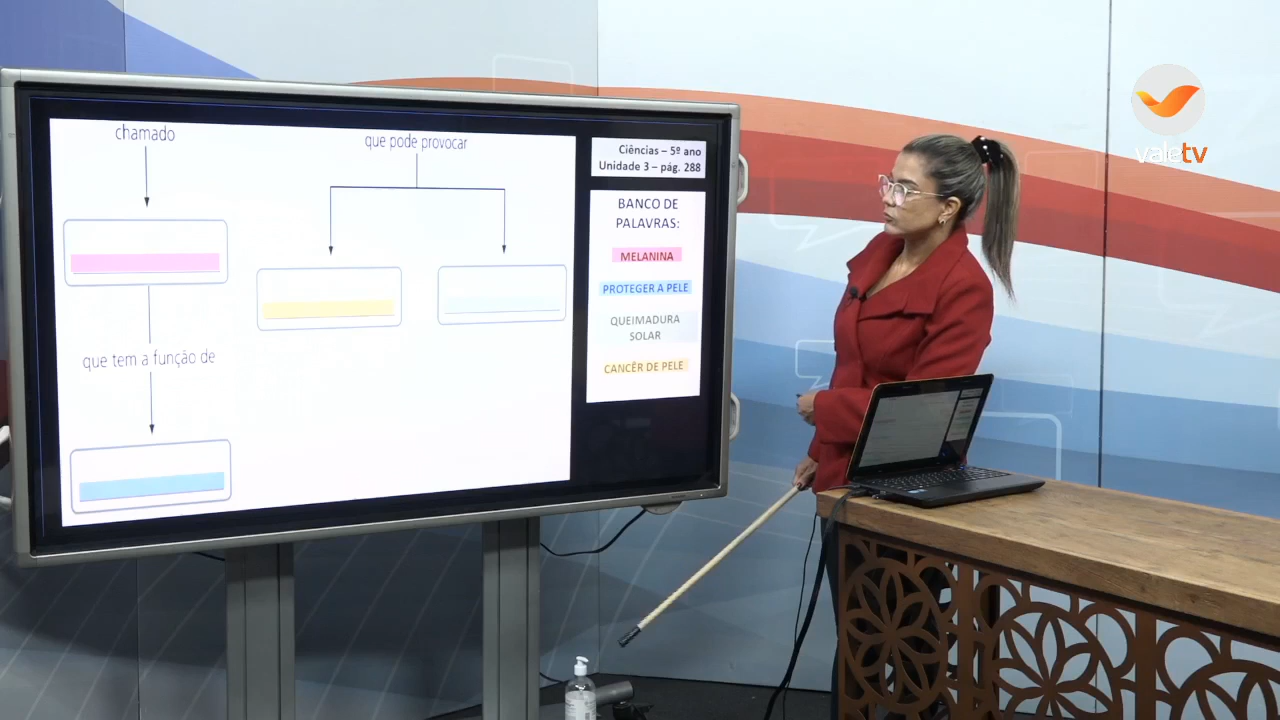 chamado
que pode provocar
que tem a função de
Ciências – 5º ano
Unidade 3 – pág. 288
BANCO DE
PALAVRAS:
MELANINA
PROTEGER A PELE
QUEIMADURA
SOLAR
CANCÊR DE PELE
valetv